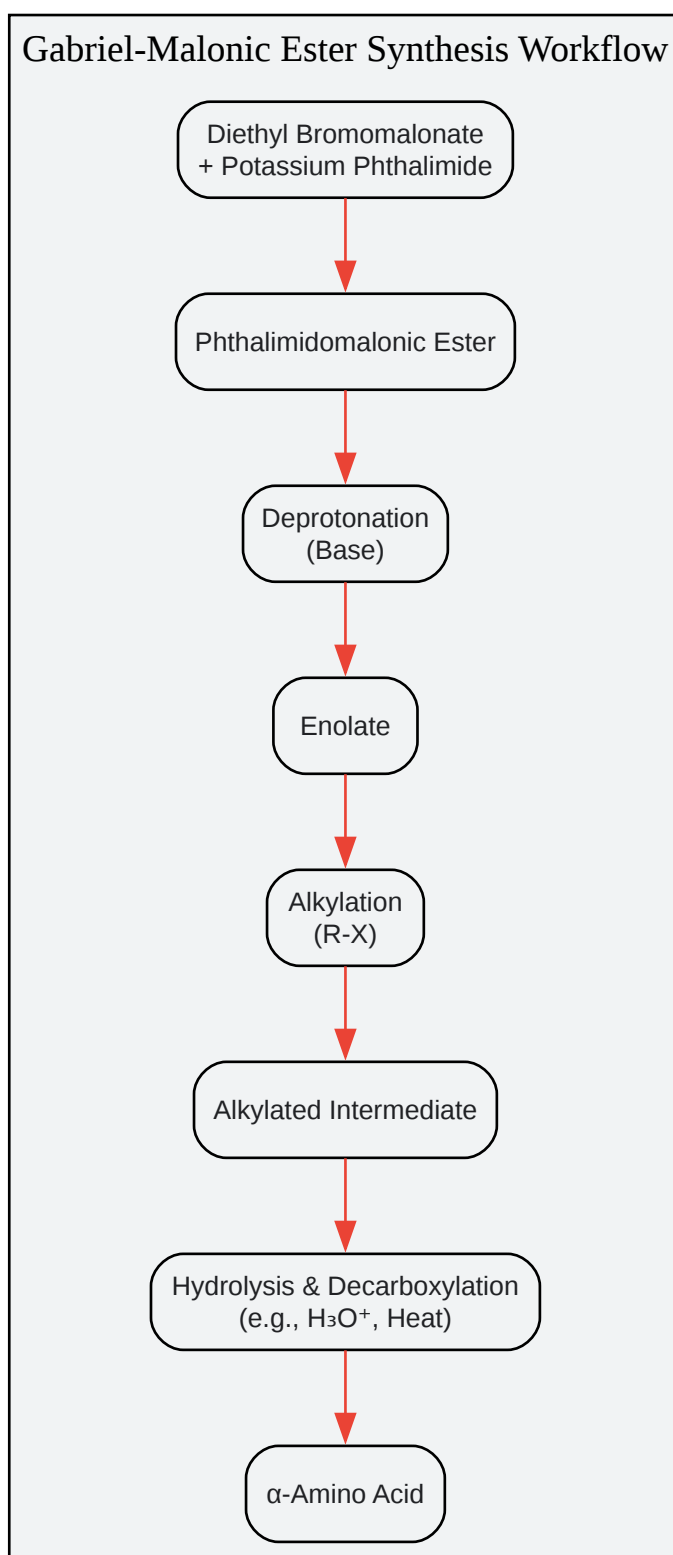 Gabriel-Malonic Ester Synthesis Workflow
Diethyl Bromomalonate
+ Potassium Phthalimide
Phthalimidomalonic Ester
Deprotonation
(Base)
Enolate
Alkylation
(R-X)
Alkylated Intermediate
Hydrolysis & Decarboxylation
(e.g., H₃O⁺, Heat)
α-Amino Acid